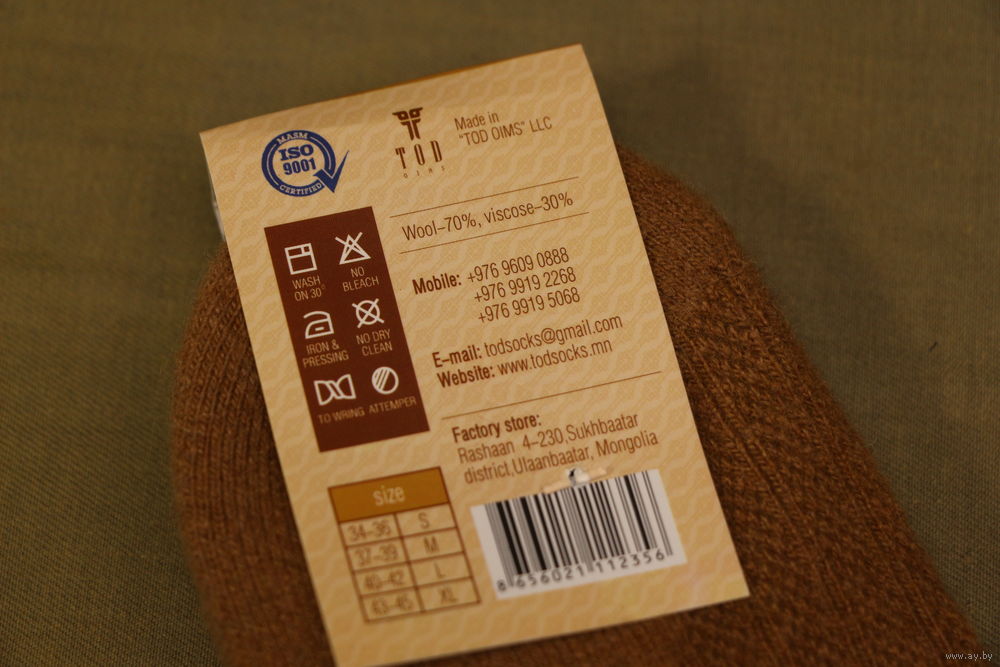 MASM
ISO
9001
CERTIFIED
TOD
OIMS
Made in
"TOD OIMS" LLC
Wool-70%, viscose-30%
WASH
ON 30°
NO
BLEACH
IRON &
PRESSING
NO DRY
CLEAN
TO WRING
ATTEMPER
Mobile: +976 9609 0888
+976 9919 2268
+976 9919 5068
E-mail: todsocks@gmail.com
Website: www.todsocks.mn
Factory store:
Rashaan 4-230,Sukhbaatar
district,Ulaanbaatar, Mongolia
size
34-36 S
37-39 M
40-42 L
43-45 XL
8 656021 112356
www.ay.by